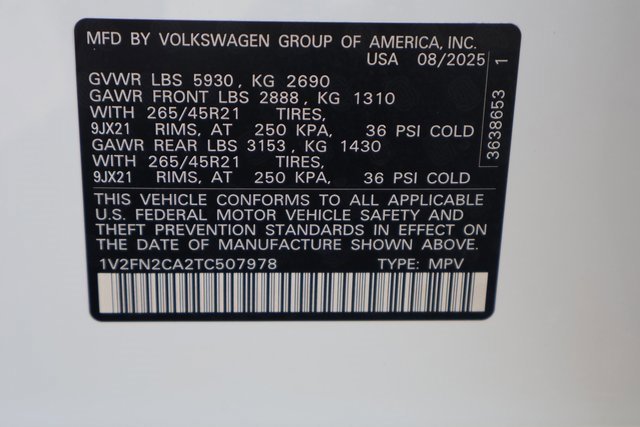 MFD BY VOLKSWAGEN GROUP OF AMERICA, INC.
USA 08/2025
GVWR LBS 5930 , KG 2690
GAWR FRONT LBS 2888 , KG 1310
WITH 265/45R21 TIRES,
9JX21 RIMS, AT 250 KPA, 36 PSI COLD
GAWR REAR LBS 3153 , KG 1430
WITH 265/45R21 TIRES,
9JX21 RIMS, AT 250 KPA, 36 PSI COLD
THIS VEHICLE CONFORMS TO ALL APPLICABLE
U.S. FEDERAL MOTOR VEHICLE SAFETY AND
THEFT PREVENTION STANDARDS IN EFFECT ON
THE DATE OF MANUFACTURE SHOWN ABOVE.
1V2FN2CA2TC507978 TYPE: MPV
3638653 1